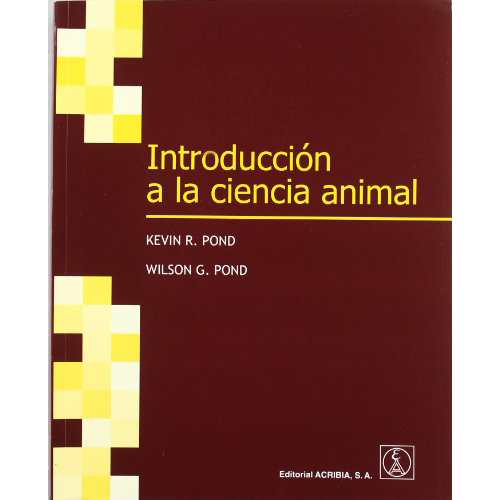 Introducción
a la ciencia animal
KEVIN R. POND
WILSON G. POND
Editorial ACRIBIA, S. A.